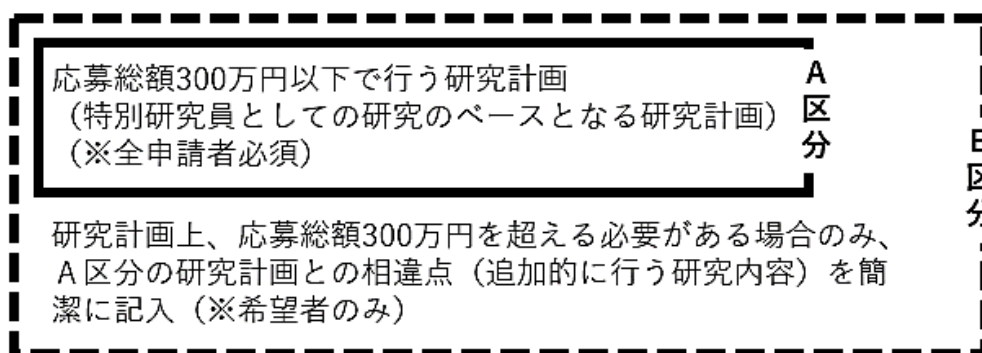 応募総額300万円以下で行う研究計画
（特別研究員としての研究のベースとなる研究計画）
（※全申請者必須）
A区分
研究計画上、応募総額300万円を超える必要がある場合のみ、
A区分の研究計画との相違点（追加的に行う研究内容）を簡
潔に記入（※希望者のみ）
区分